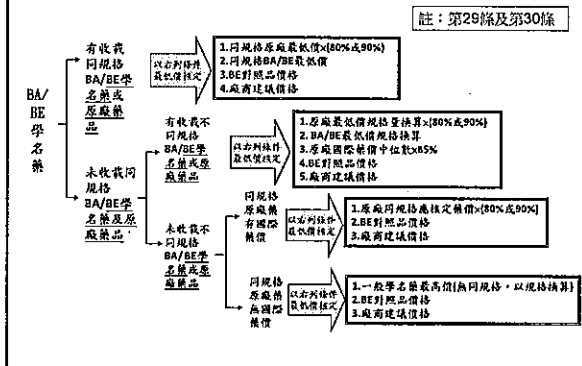 註：第29條及第30條
BA/
BE
學
名
藥
有收載
同規格
BA/BE學
名藥或
原廠藥
品
以右列條件
最低價核定
1.同規格原廠最低價x(80%或90%)
2.同規格BA/BE最低價
3.BE對照品價格
4.廠商建議價格
未收載同
規格
BA/BE學
名藥及原
廠藥品
有收載不
同規格
BA/BE學
名藥或原
廠藥品
以右列條件
最低價核定
1.原廠最低價規格量換算x(80%或90%)
2.BA/BE最低價規格換算
3.原廠國際藥價中位數x85%
4.BE對照品價格
5.廠商建議價格
未收載不
同規格
BA/BE學
名藥或原
廠藥品
同規格
原廠藥
有國際
藥價
以右列條件
最低價核定
1.原廠同規格應核定藥價x(80%或90%)
2.BE對照品價格
3.廠商建議價格
同規格
原廠藥
無國際
藥價
以右列條件
最低價核定
1.一般學名藥最高價(無同規格，以規格換算)
2.BE對照品價格
3.廠商建議價格